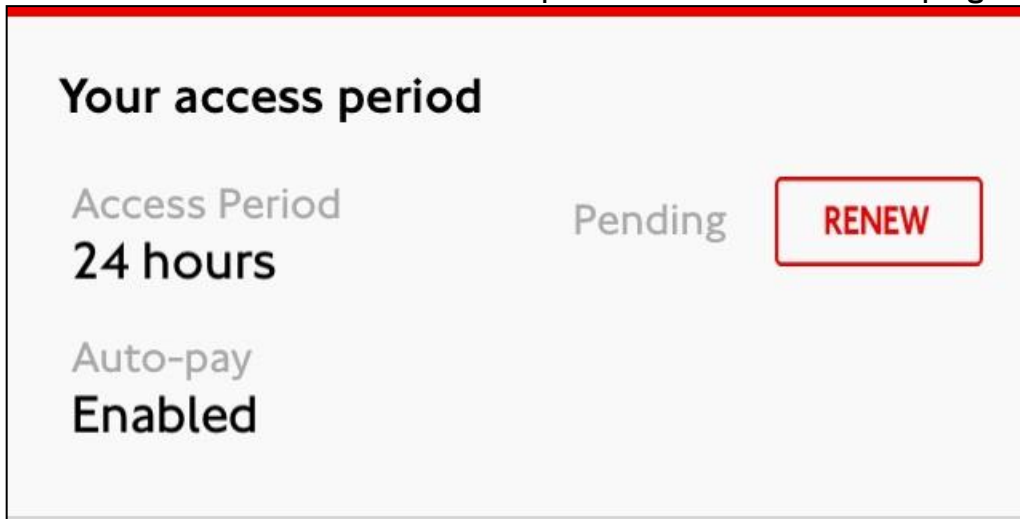 Your access period
Access Period
24 hours
Pending
RENEW
Auto-pay
Enabled